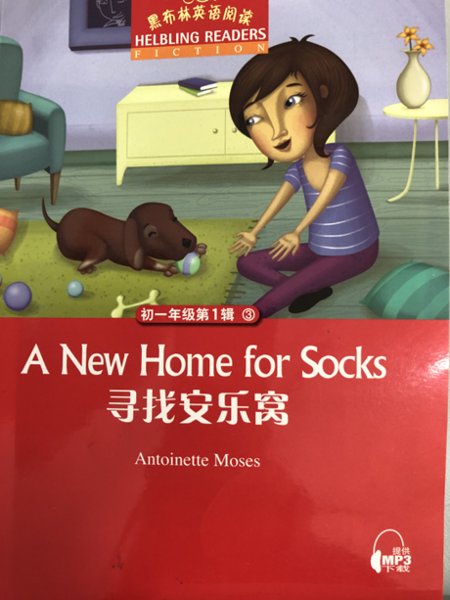 黑布林英语阅读
HELBLING READERS
FICTION
初一年级第1辑 ③
A New Home for Socks
寻找安乐窝
Antoinette Moses
提供
MP3
下载